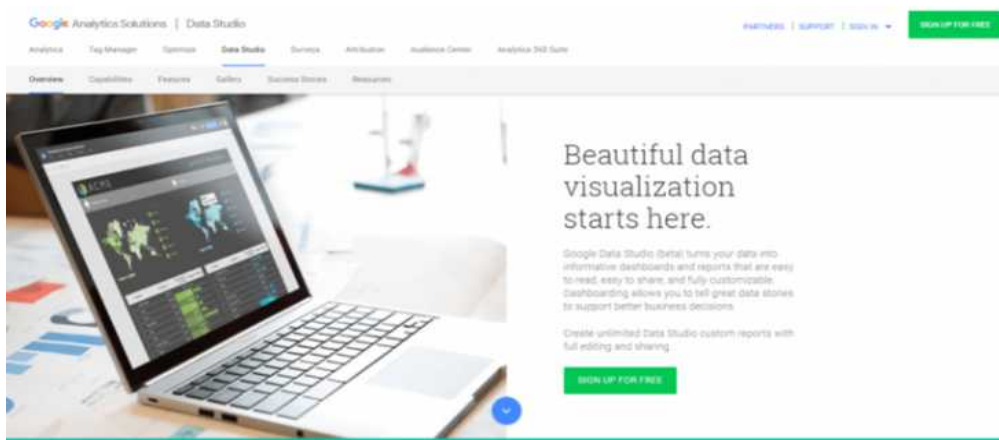 Google Analytics Solutions | Data Studio
PARTNERS | SUPPORT | SIGN IN
SIGN UP FOR FREE
Analytics Tag Manager Optimize Data Studio Surveys Attribution Audience Center Analytics 360 Suite
Overview Capabilities Features Gallery Success Stories Resources
ACME
Beautiful data
visualization
starts here.
Google Data Studio (beta) turns your data into
informative dashboards and reports that are easy
to read, easy to share, and fully customizable.
Dashboarding allows you to tell great data stories
to support better business decisions.
Create unlimited Data Studio custom reports with
full editing and sharing.
SIGN UP FOR FREE